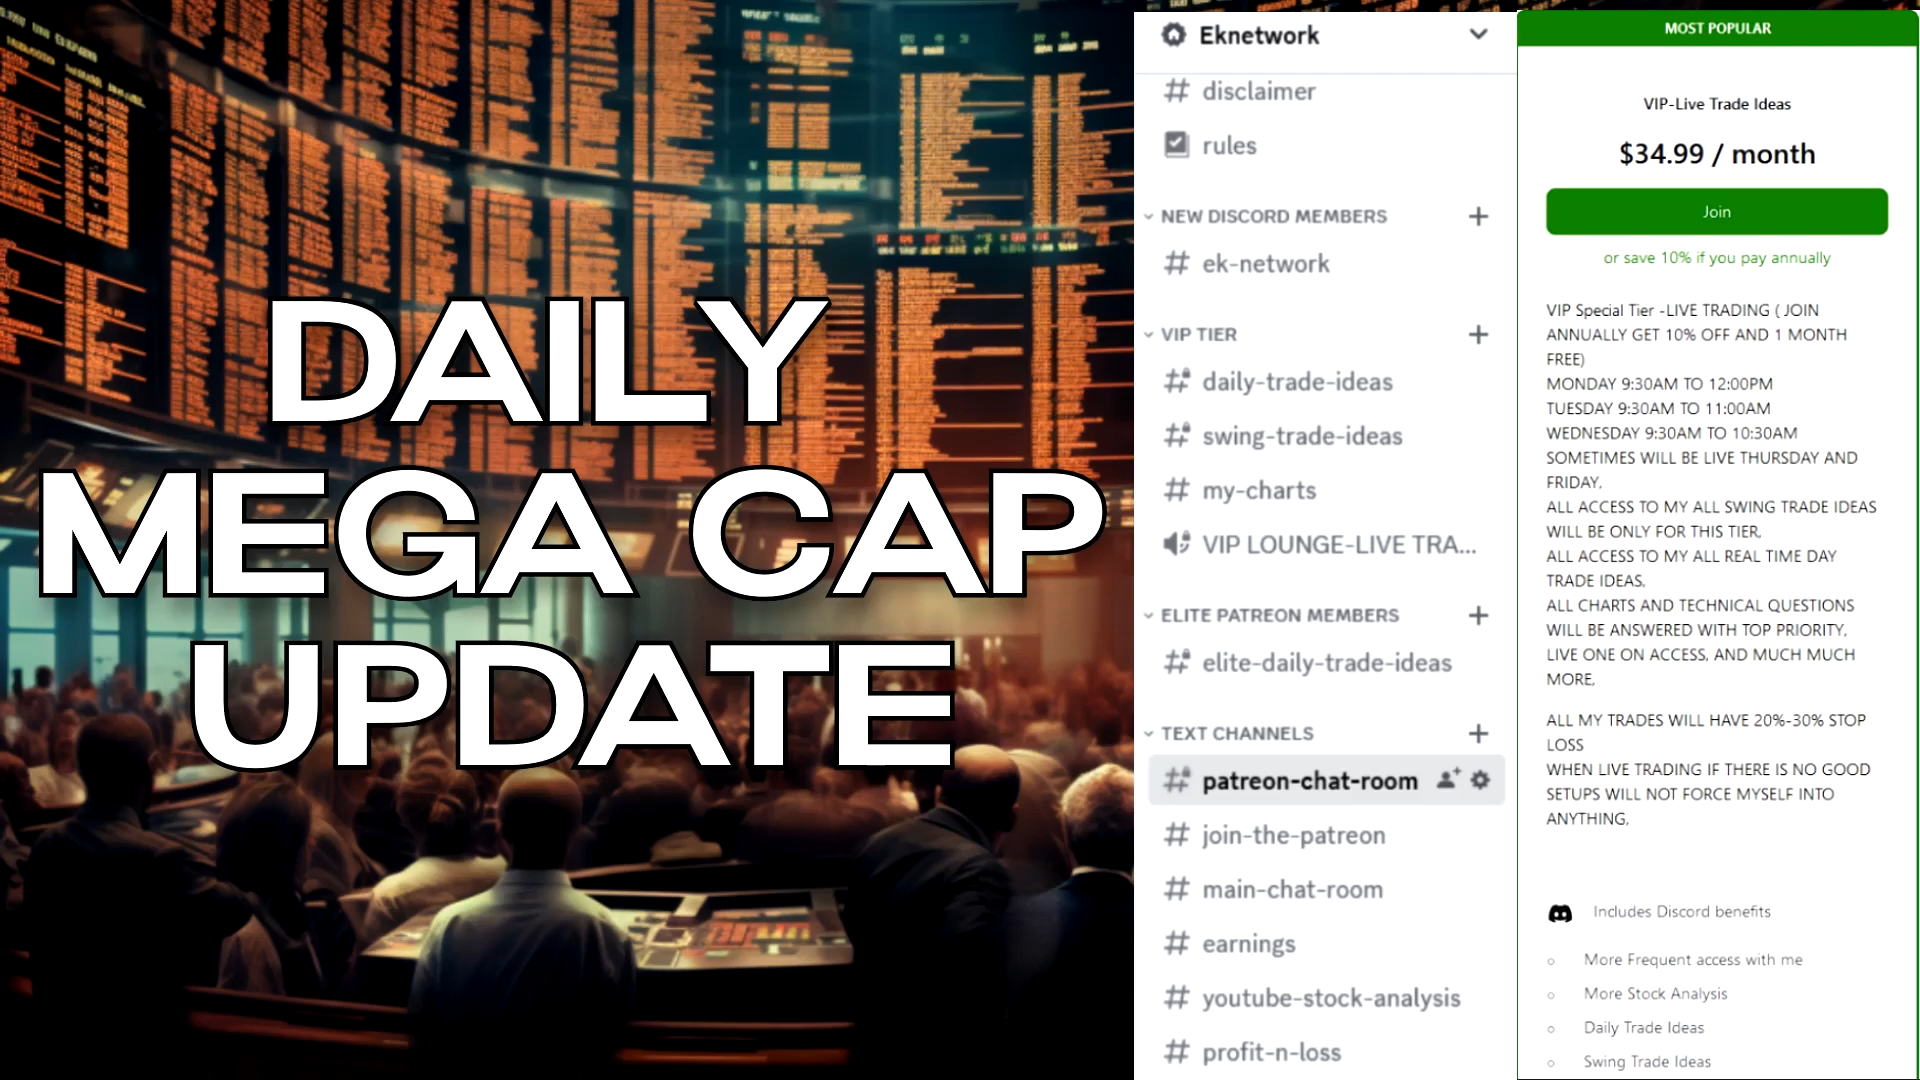 DAILY
MEGA CAP
UPDATE
Eknetwork
disclaimer
rules
NEW DISCORD MEMBERS
ek-network
VIP TIER
daily-trade-ideas
swing-trade-ideas
my-charts
VIP LOUNGE-LIVE TRA...
ELITE PATREON MEMBERS
elite-daily-trade-ideas
TEXT CHANNELS
patreon-chat-room
join-the-patreon
main-chat-room
earnings
youtube-stock-analysis
profit-n-loss
MOST POPULAR
VIP-Live Trade Ideas
$34.99 / month
Join
or save 10% if you pay annually
VIP Special Tier -LIVE TRADING ( JOIN
ANNUALLY GET 10% OFF AND 1 MONTH
FREE)
MONDAY 9:30AM TO 12:00PM
TUESDAY 9:30AM TO 11:00AM
WEDNESDAY 9:30AM TO 10:30AM
SOMETIMES WILL BE LIVE THURSDAY AND
FRIDAY,
ALL ACCESS TO MY ALL SWING TRADE IDEAS
WILL BE ONLY FOR THIS TIER,
ALL ACCESS TO MY ALL REAL TIME DAY
TRADE IDEAS,
ALL CHARTS AND TECHNICAL QUESTIONS
WILL BE ANSWERED WITH TOP PRIORITY,
LIVE ONE ON ACCESS, AND MUCH MUCH
MORE,
ALL MY TRADES WILL HAVE 20%-30% STOP
LOSS
WHEN LIVE TRADING IF THERE IS NO GOOD
SETUPS WILL NOT FORCE MYSELF INTO
ANYTHING,
Includes Discord benefits
More Frequent access with me
More Stock Analysis
Daily Trade Ideas
Swing Trade Ideas